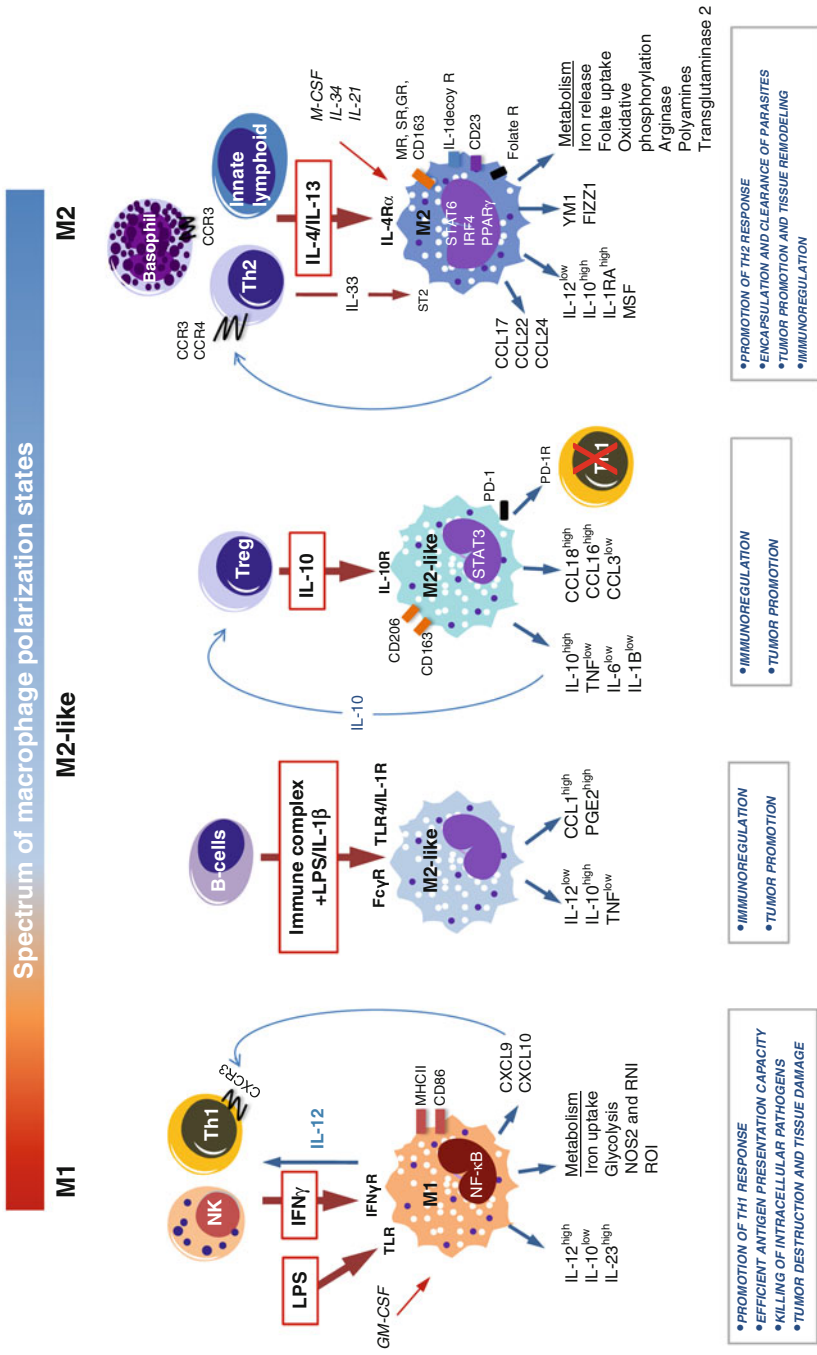 Spectrum of macrophage polarization states
M1
M2-like
M2
NK
Th1
CXCR3
LPS
IFNγ
IL-12
GM-CSF
TLR
IFNγR
M1
NF-κB
MHCII
CD86
CXCL9
CXCL10
IL-12high
IL-10low
IL-23high
Metabolism
Iron uptake
Glycolysis
NOS2 and RNI
ROI
•PROMOTION OF TH1 RESPONSE
•EFFICIENT ANTIGEN PRESENTATION CAPACITY
•KILLING OF INTRACELLULAR PATHOGENS
•TUMOR DESTRUCTION AND TISSUE DAMAGE
B-cells
Immune complex
+LPS/IL-1β
FcγR
TLR4/IL-1R
M2-like
IL-12low
IL-10high
TNFlow
CCL1high
PGE2high
•IMMUNOREGULATION
•TUMOR PROMOTION
Treg
IL-10
IL-10
IL-10R
CD206
CD163
M2-like
STAT3
PD-1
PD-1R
Th1
IL-10high
TNFlow
IL-6low
IL-1Blow
CCL18high
CCL16high
CCL3low
•IMMUNOREGULATION
•TUMOR PROMOTION
Basophil
CCR3
Innate
lymphoid
Th2
CCR3
CCR4
IL-4/IL-13
IL-33
M-CSF
IL-34
IL-21
ST2
IL-4Rα
MR, SR,GR,
CD163
IL-1decoy R
CD23
Folate R
M2
STAT6
IRF4
PPARγ
CCL17
CCL22
CCL24
IL-12low
IL-10high
IL-1RAhigh
MSF
YM1
FIZZ1
Metabolism
Iron release
Folate uptake
Oxidative
phosphorylation
Arginase
Polyamines
Transglutaminase 2
•PROMOTION OF TH2 RESPONSE
•ENCAPSULATION AND CLEARANCE OF PARASITES
•TUMOR PROMOTION AND TISSUE REMODELING
•IMMUNOREGULATION